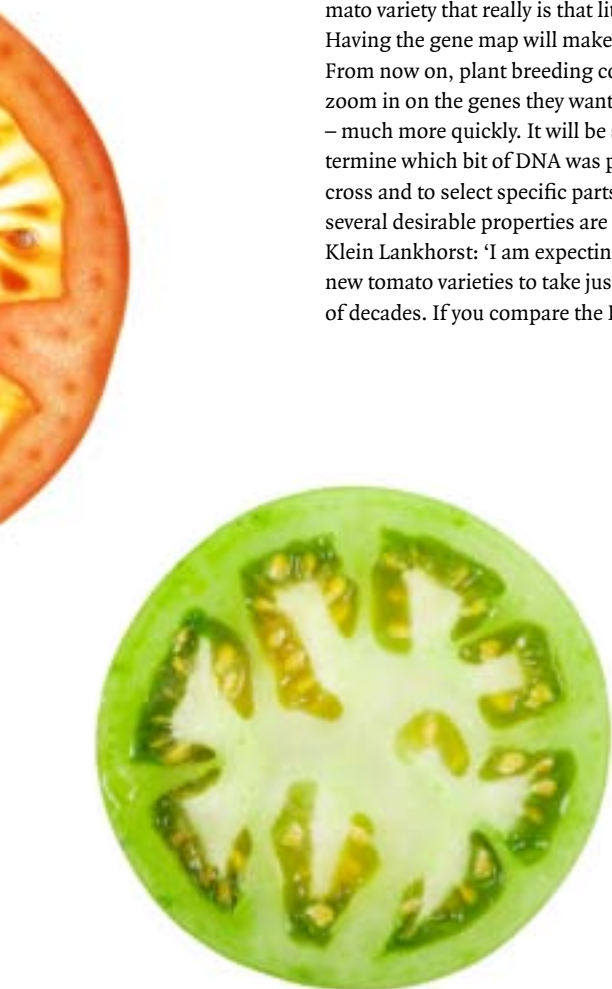 mato variety that really is that lit
Having the gene map will make
From now on, plant breeding co
zoom in on the genes they want
– much more quickly. It will be
termine which bit of DNA was p
cross and to select specific parts
several desirable properties are
Klein Lankhorst: ‘I am expectin
new tomato varieties to take jus
of decades. If you compare the